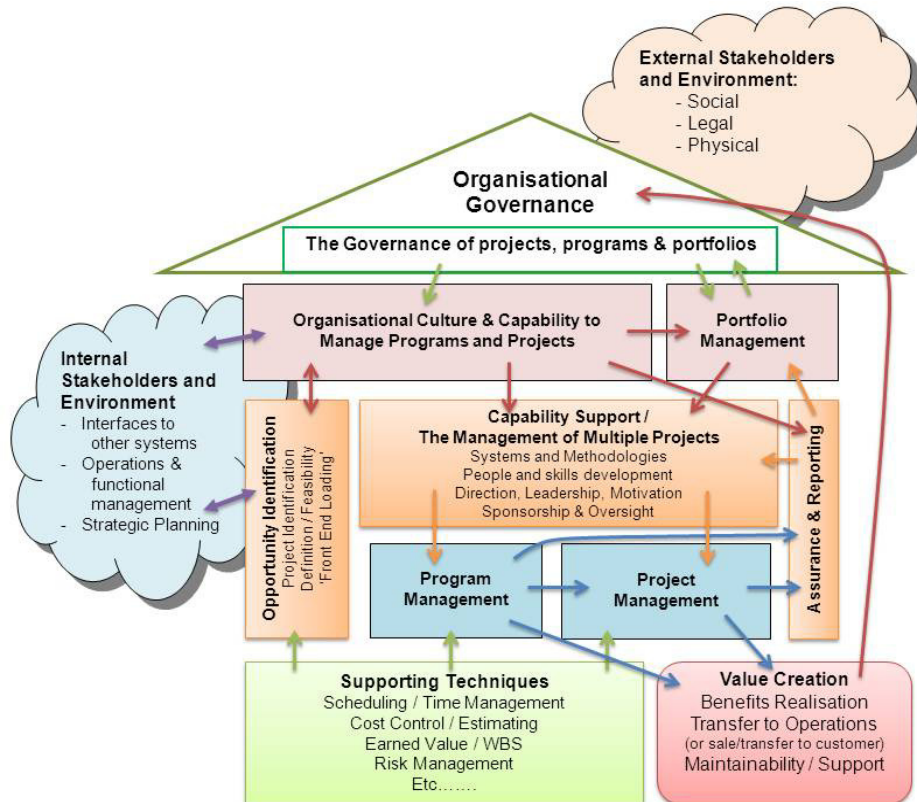 External Stakeholders
and Environment:
- Social
- Legal
- Physical
Organisational
Governance
The Governance of projects, programs & portfolios
Organisational Culture & Capability to
Manage Programs and Projects
Portfolio
Management
Internal
Stakeholders and
Environment
- Interfaces to
other systems
- Operations &
functional
management
- Strategic Planning
Opportunity Identification
Project Identification
Definition / Feasibility
'Front End Loading'
Capability Support /
The Management of Multiple Projects
Systems and Methodologies
People and skills development
Direction, Leadership, Motivation
Sponsorship & Oversight
Assurance & Reporting
Program
Management
Project
Management
Supporting Techniques
Scheduling / Time Management
Cost Control / Estimating
Earned Value / WBS
Risk Management
Etc…….
Value Creation
Benefits Realisation
Transfer to Operations
(or sale/transfer to customer)
Maintainability / Support